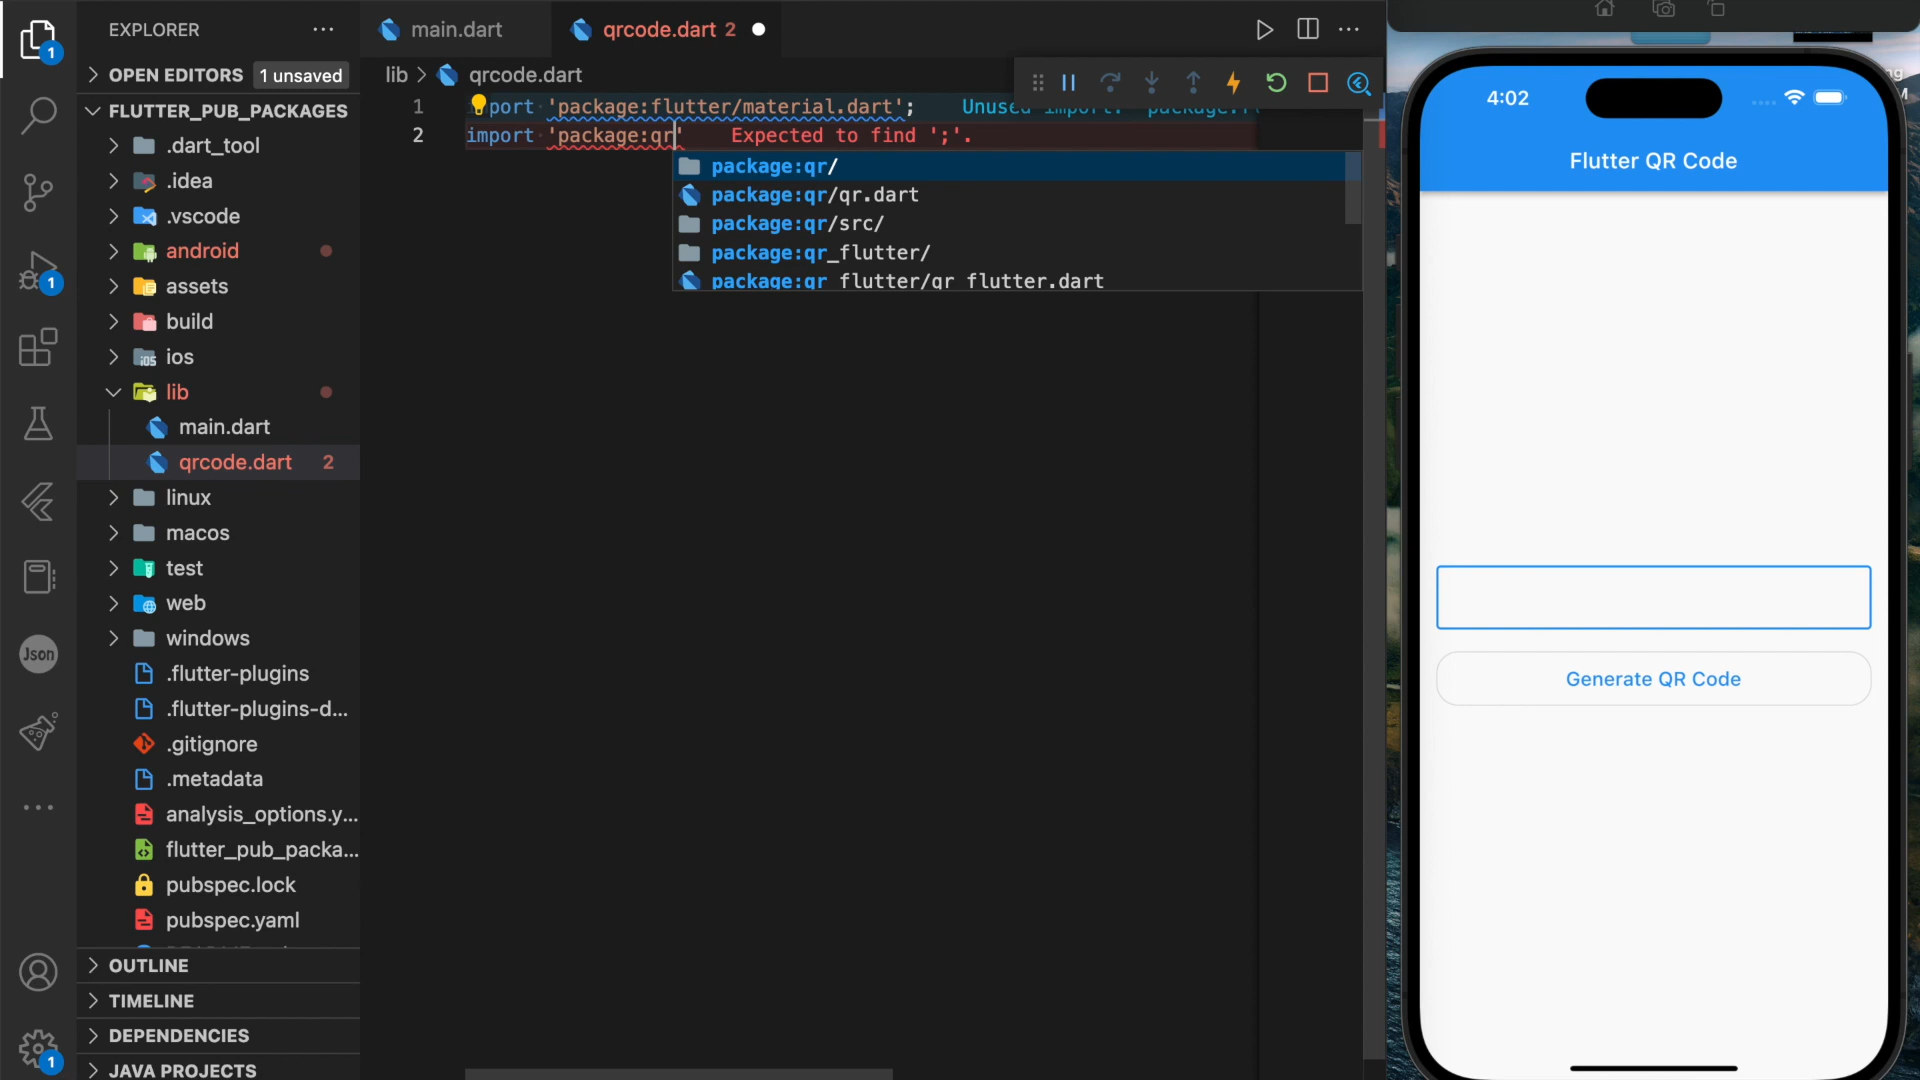 EXPLORER
main.dart
qrcode.dart 2
OPEN EDITORS
1 unsaved
lib > qrcode.dart
FLUTTER_PUB_PACKAGES
1
port 'package:flutter/material.dart';
2 import 'package:qr' Expected to find ';'.
package:qr/
package:qr/qr.dart
package:qr/src/
package:qr_flutter/
package:qr_flutter/qr_flutter.dart
.dart_tool
.idea
.vscode
android
assets
build
ios
lib
main.dart
qrcode.dart 2
linux
macos
test
web
windows
.flutter-plugins
.flutter-plugins-d...
.gitignore
.metadata
analysis_options.y...
flutter_pub_packa...
pubspec.lock
pubspec.yaml
OUTLINE
TIMELINE
DEPENDENCIES
JAVA PROJECTS
1
1
Json
1
4:02
Flutter QR Code
Generate QR Code